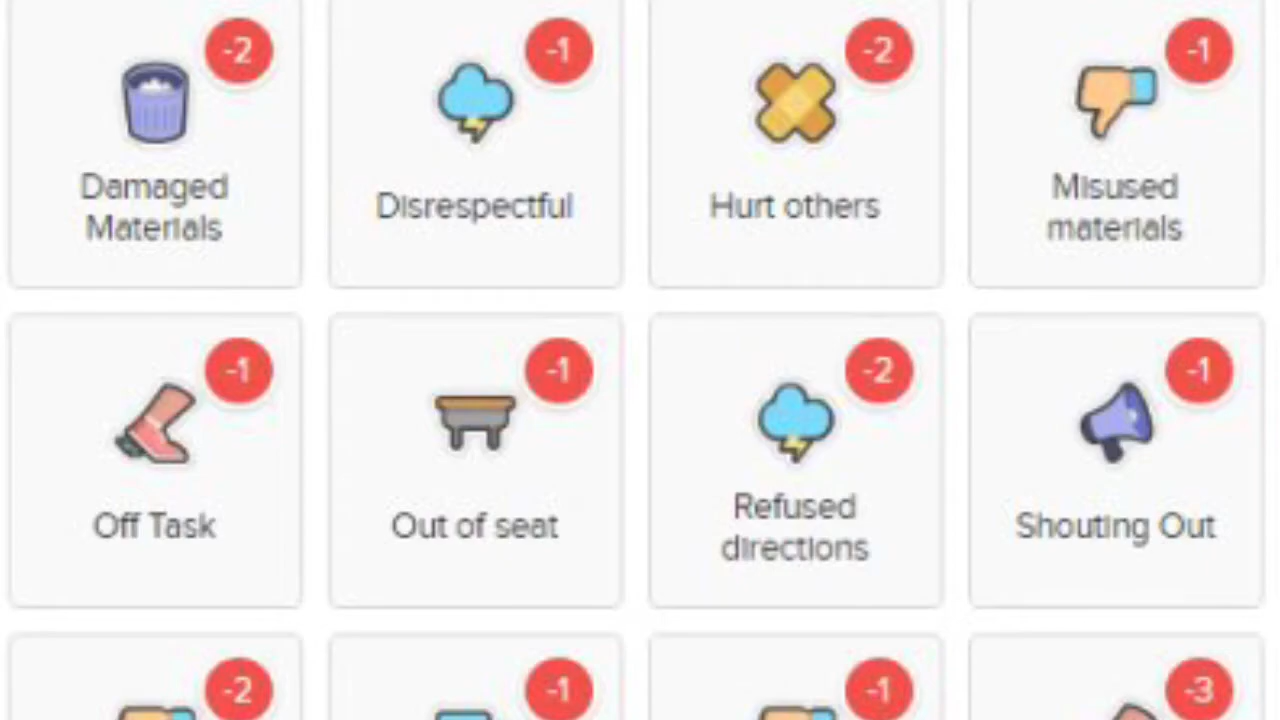 -2
-1
-2
-1
Damaged
Materials
Disrespectful
Hurt others
Misused
materials
-1
-1
-2
-1
Off Task
Out of seat
Refused
directions
Shouting Out
-2
-1
-1
-3